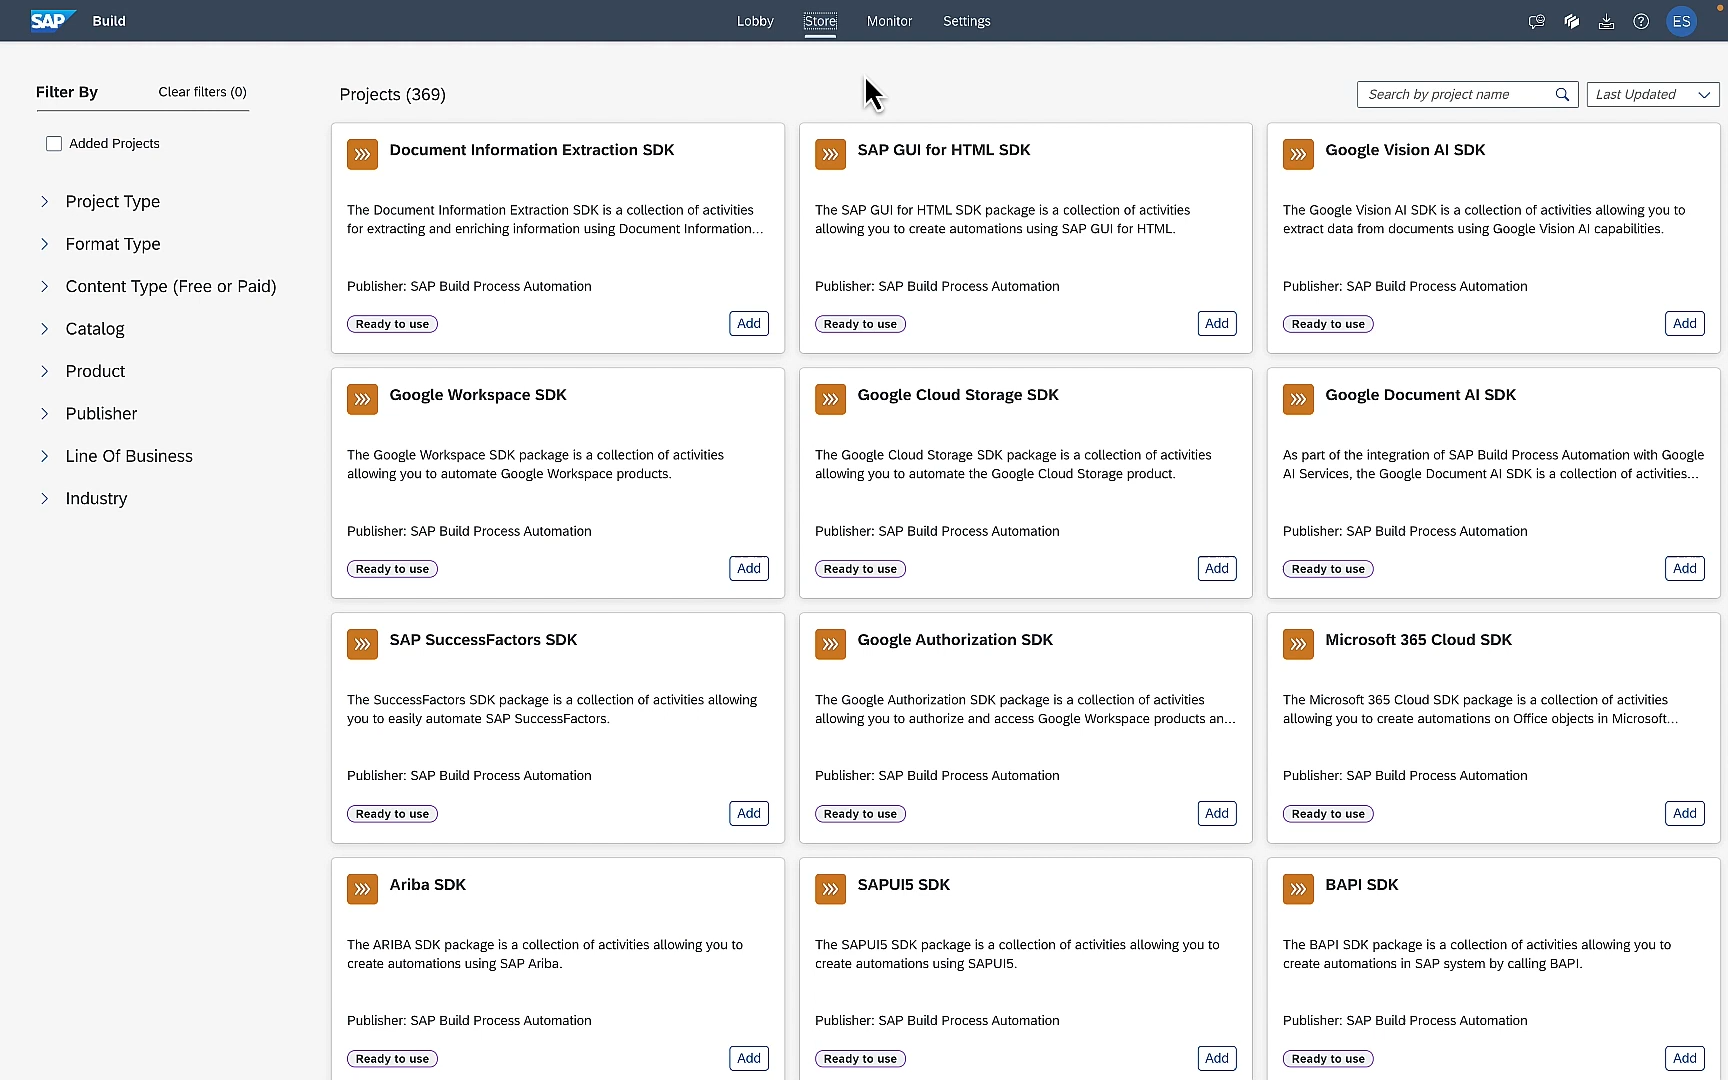 SAP Build Lobby Store Monitor Settings ES
Filter By Clear filters (0)
Added Projects
Project Type
Format Type
Content Type (Free or Paid)
Catalog
Product
Publisher
Line Of Business
Industry
Projects (369) Search by project name Last Updated
Document Information Extraction SDK
The Document Information Extraction SDK is a collection of activities
for extracting and enriching information using Document Information...
Publisher: SAP Build Process Automation
Ready to use Add
SAP GUI for HTML SDK
The SAP GUI for HTML SDK package is a collection of activities
allowing you to create automations using SAP GUI for HTML.
Publisher: SAP Build Process Automation
Ready to use Add
Google Vision AI SDK
The Google Vision AI SDK is a collection of activities allowing you to
extract data from documents using Google Vision AI capabilities.
Publisher: SAP Build Process Automation
Ready to use Add
Google Workspace SDK
The Google Workspace SDK package is a collection of activities
allowing you to automate Google Workspace products.
Publisher: SAP Build Process Automation
Ready to use Add
Google Cloud Storage SDK
The Google Cloud Storage SDK package is a collection of activities
allowing you to automate the Google Cloud Storage product.
Publisher: SAP Build Process Automation
Ready to use Add
Google Document AI SDK
As part of the integration of SAP Build Process Automation with Google
AI Services, the Google Document AI SDK is a collection of activities...
Publisher: SAP Build Process Automation
Ready to use Add
SAP SuccessFactors SDK
The SuccessFactors SDK package is a collection of activities allowing
you to easily automate SAP SuccessFactors.
Publisher: SAP Build Process Automation
Ready to use Add
Google Authorization SDK
The Google Authorization SDK package is a collection of activities
allowing you to authorize and access Google Workspace products an...
Publisher: SAP Build Process Automation
Ready to use Add
Microsoft 365 Cloud SDK
The Microsoft 365 Cloud SDK package is a collection of activities
allowing you to create automations on Office objects in Microsoft...
Publisher: SAP Build Process Automation
Ready to use Add
Ariba SDK
The ARIBA SDK package is a collection of activities allowing you to
create automations using SAP Ariba.
Publisher: SAP Build Process Automation
Ready to use Add
SAPUI5 SDK
The SAPUI5 SDK package is a collection of activities allowing you to
create automations using SAPUI5.
Publisher: SAP Build Process Automation
Ready to use Add
BAPI SDK
The BAPI SDK package is a collection of activities allowing you to
create automations in SAP system by calling BAPI.
Publisher: SAP Build Process Automation
Ready to use Add